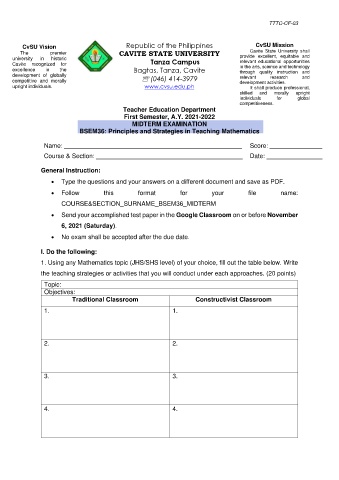 TTTC-OF-03
CvSU Vision
The premier
university in historic
Cavite recognized for
excellence in the
development of globally
competitive and morally
upright individuals.
Republic of the Philippines
CAVITE STATE UNIVERSITY
Tanza Campus
Bagtas, Tanza, Cavite
☏ (046) 414-3979
www.cvsu.edu.ph
CvSU Mission
Cavite State University shall
provide excellent, equitable and
relevant educational opportunities
in the arts, science and technology
through quality instruction and
relevant research and
development activities.
It shall produce professional,
skilled and morally upright
individuals for global
competitiveness.
Teacher Education Department
First Semester, A.Y. 2021-2022
MIDTERM EXAMINATION
BSEM36: Principles and Strategies in Teaching Mathematics
Name: Score:
Course & Section: Date:
General Instruction:
• Type the questions and your answers on a different document and save as PDF.
• Follow this format for your file name:
COURSE&SECTION_SURNAME_BSEM36_MIDTERM
• Send your accomplished test paper in the Google Classroom on or before November
6, 2021 (Saturday).
• No exam shall be accepted after the due date.
I. Do the following:
1. Using any Mathematics topic (JHS/SHS level) of your choice, fill out the table below. Write
the teaching strategies or activities that you will conduct under each approaches. (20 points)
Topic:
Objectives:
Traditional Classroom Constructivist Classroom
1. 1.
2. 2.
3. 3.
4. 4.